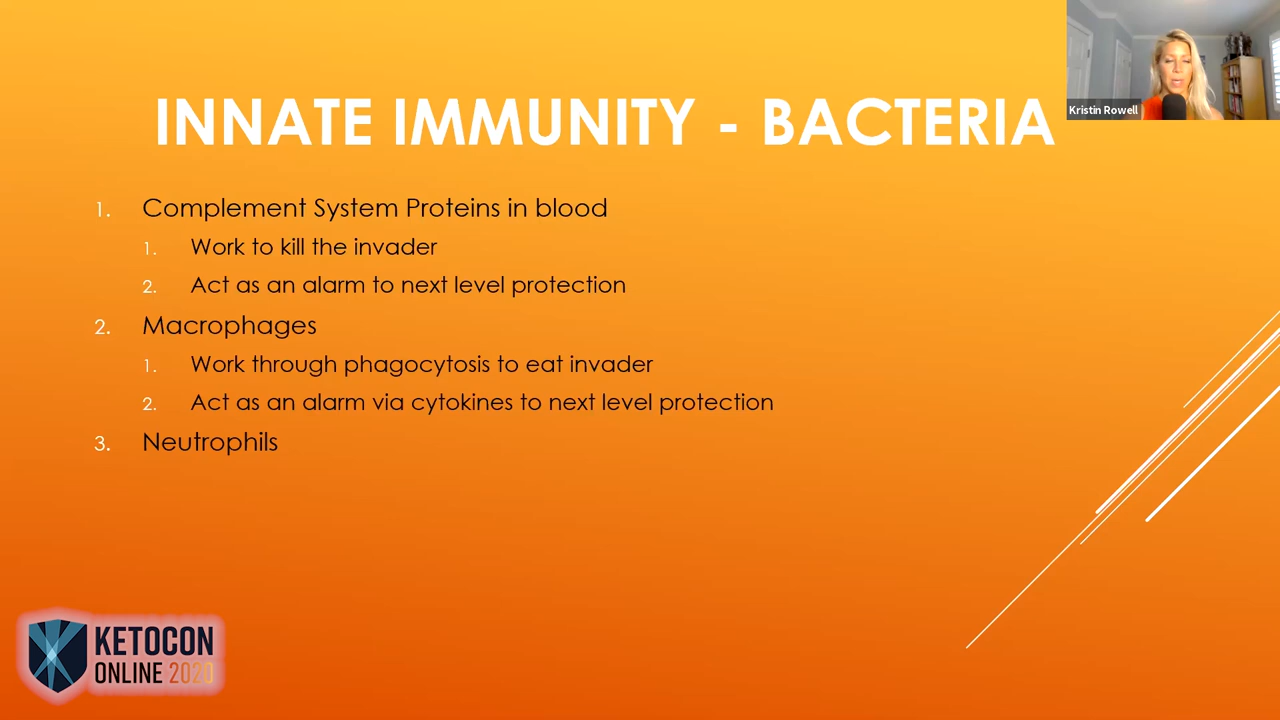 Kristin Rowell
INNATE IMMUNITY - BACTERIA
1. Complement System Proteins in blood
1. Work to kill the invader
2. Act as an alarm to next level protection
2. Macrophages
1. Work through phagocytosis to eat invader
2. Act as an alarm via cytokines to next level protection
3. Neutrophils
KETOCON
ONLINE 2020